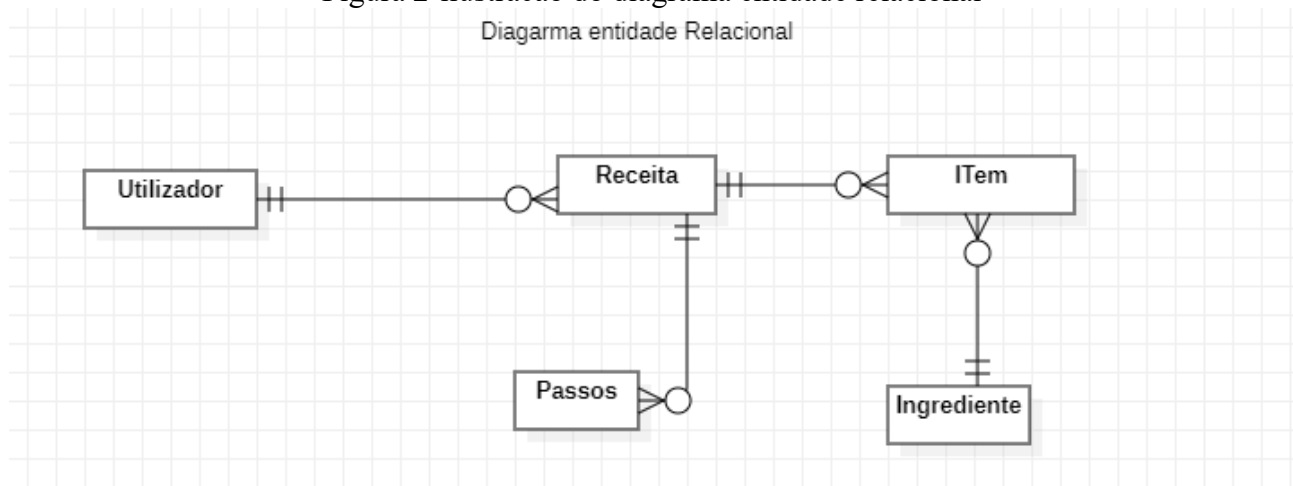 Diagarma entidade Relacional
Utilizador
Receita
ITem
Passos
Ingrediente